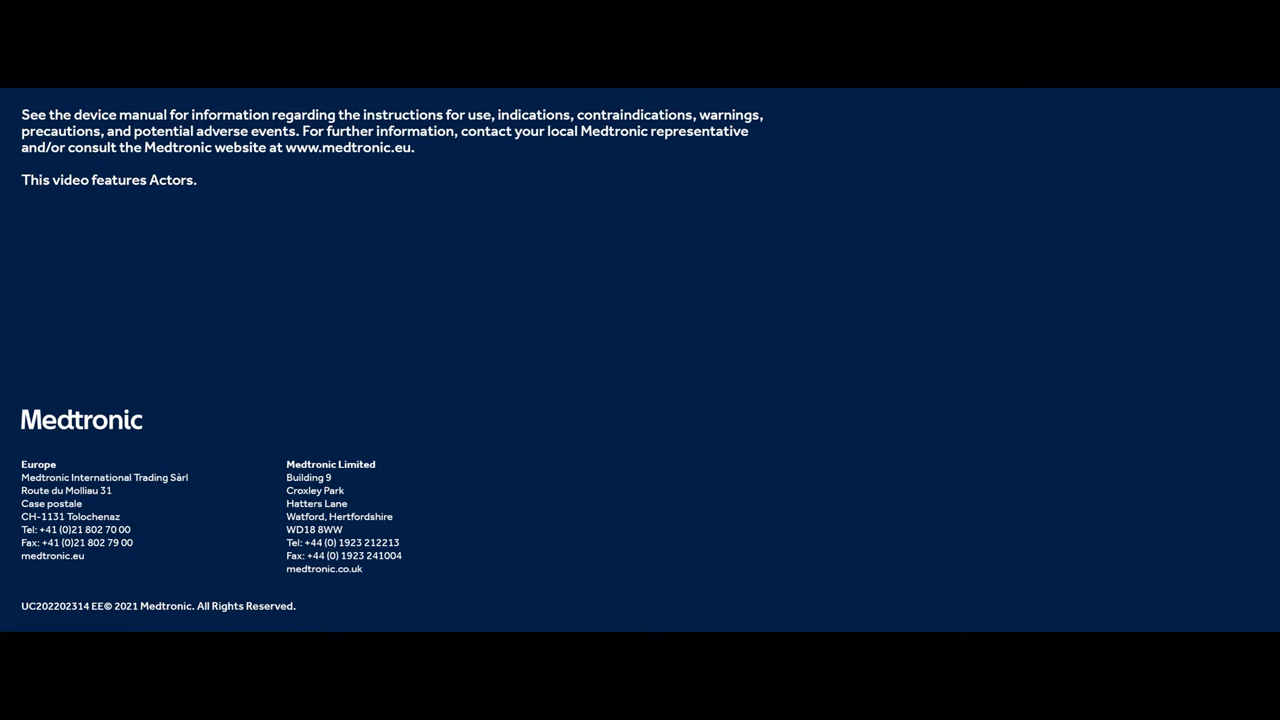 See the device manual for information regarding the instructions for use, indications, contraindications, warnings,
precautions, and potential adverse events. For further information, contact your local Medtronic representative
and/or consult the Medtronic website at www.medtronic.eu.
This video features Actors.
Medtronic
Europe
Medtronic International Trading Sàrl
Route du Molliau 31
Case postale
CH-1131 Tolochenaz
Tel: +41 (0)21 802 70 00
Fax: +41 (0)21 802 79 00
medtronic.eu
Medtronic Limited
Building 9
Croxley Park
Hatters Lane
Watford, Hertfordshire
WD18 8WW
Tel: +44 (0) 1923 212213
Fax: +44 (0) 1923 241004
medtronic.co.uk
UC202202314 EE© 2021 Medtronic. All Rights Reserved.